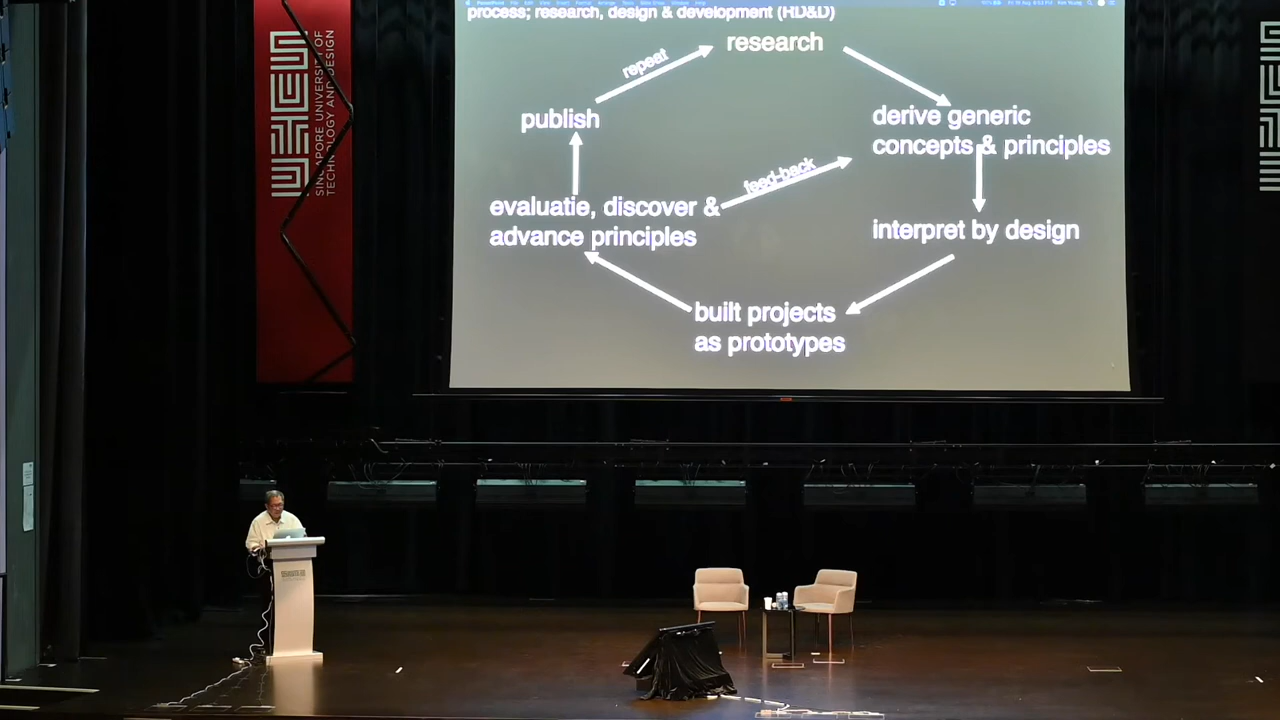 process; research, design & development (RD&D)
research
repeat
publish
derive generic
concepts & principles
feed-back
evaluatie, discover &
advance principles
interpret by design
built projects
as prototypes
SINGAPORE UNIVERSITY OF
TECHNOLOGY AND DESIGN